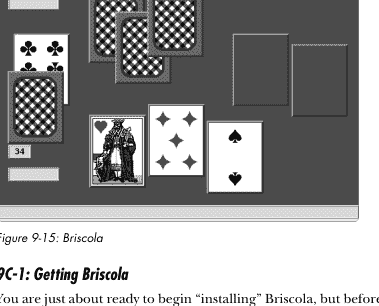 34
Figure 9-15: Briscola
9C-1: Getting Briscola
You are just about ready to begin “installing” Briscola, but before